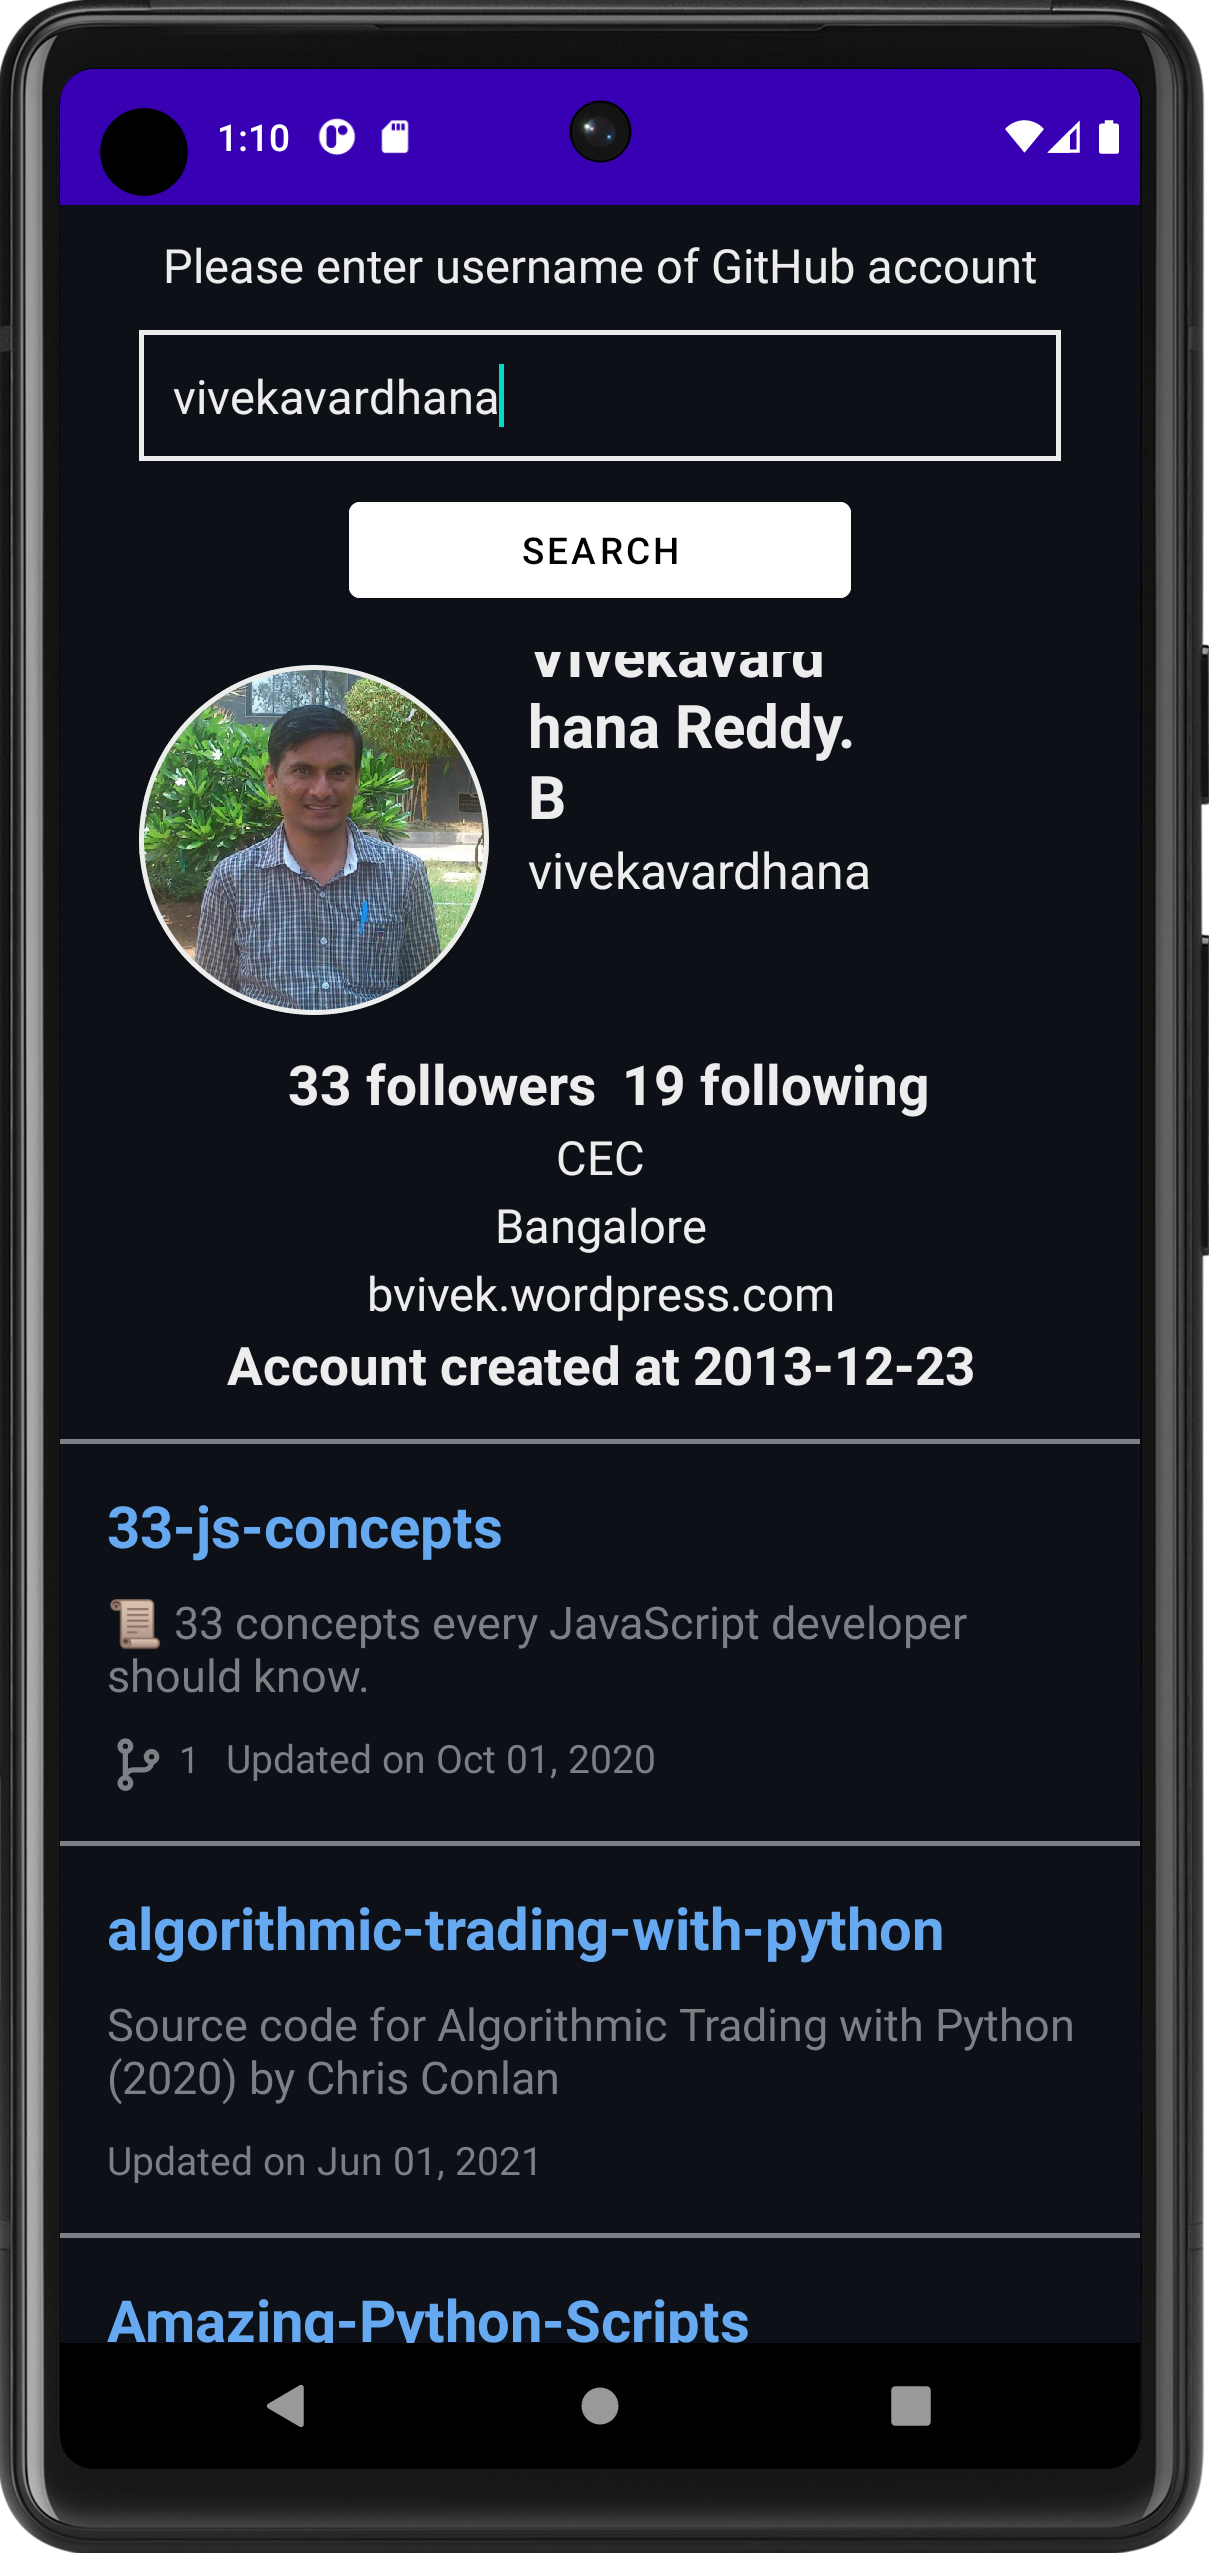 1:10
Please enter username of GitHub account
vivekavardhana
SEARCH
Vivekavard
hana Reddy.
B
vivekavardhana
33 followers 19 following
CEC
Bangalore
bvivek.wordpress.com
Account created at 2013-12-23
33-js-concepts
📜 33 concepts every JavaScript developer
should know.
1 Updated on Oct 01, 2020
algorithmic-trading-with-python
Source code for Algorithmic Trading with Python
(2020) by Chris Conlan
Updated on Jun 01, 2021
Amazing-Python-Scripts